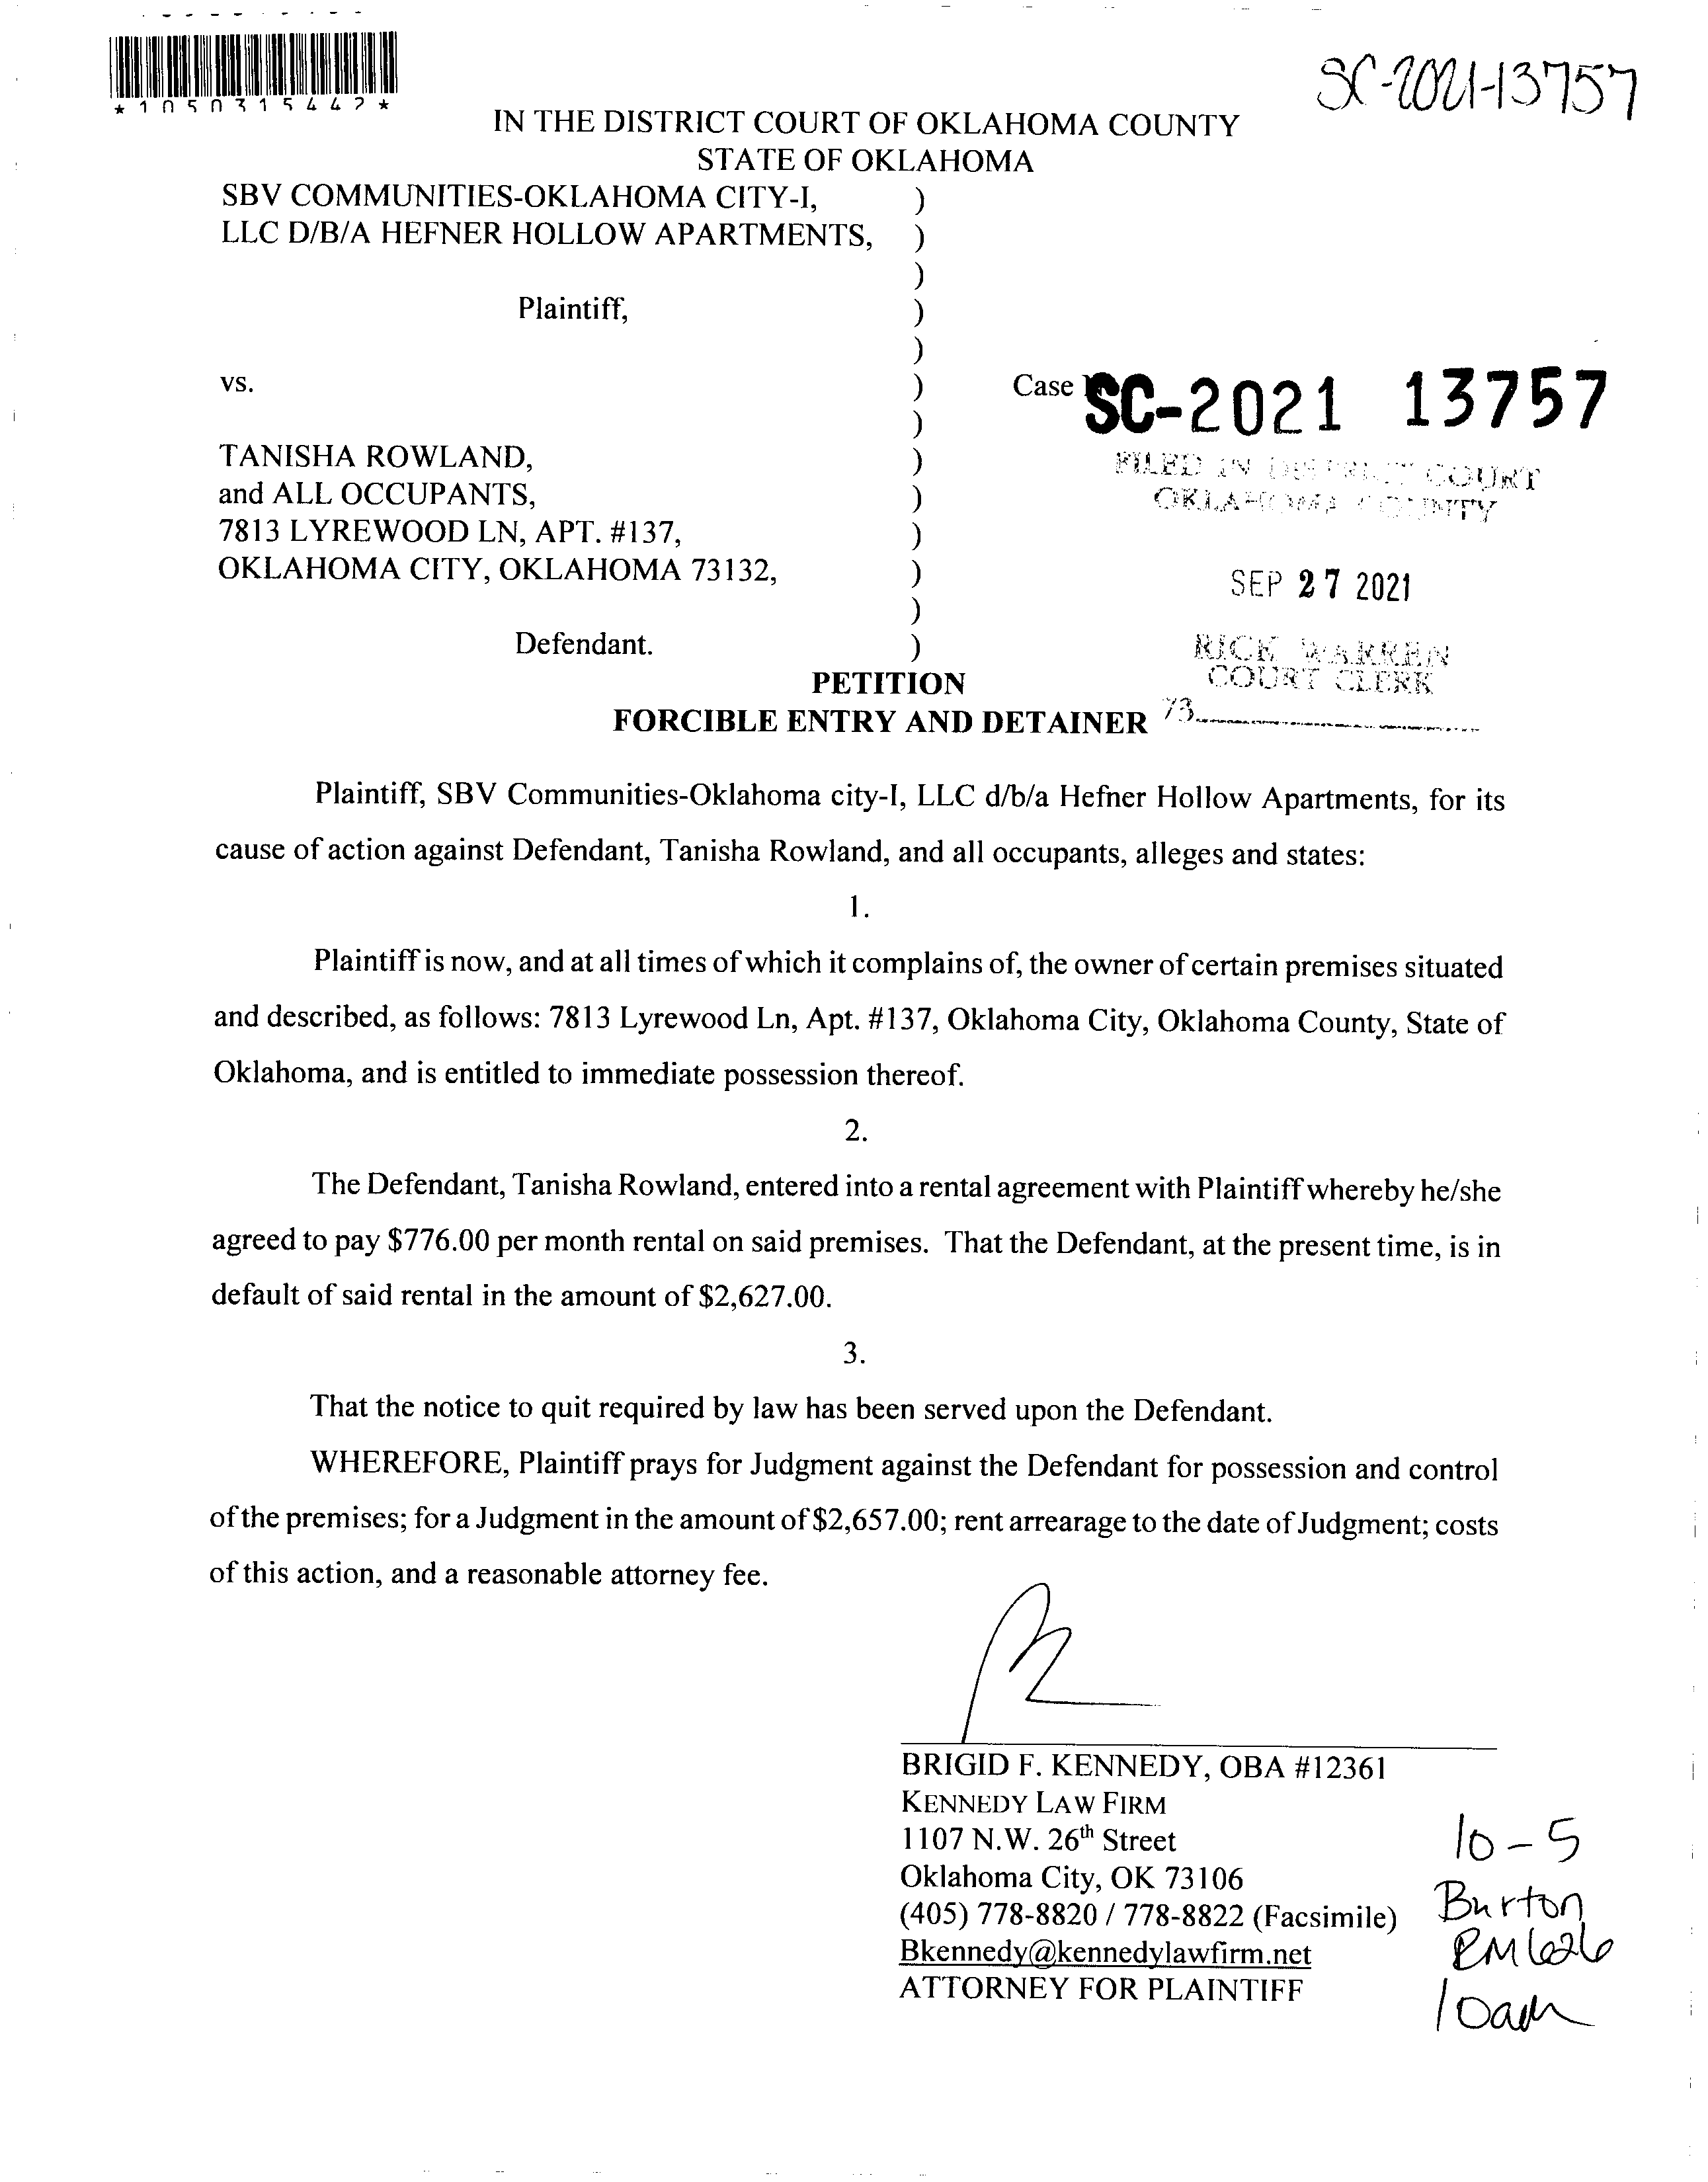 *1050315442*
SC-2021-13757
IN THE DISTRICT COURT OF OKLAHOMA COUNTY
STATE OF OKLAHOMA
SBV COMMUNITIES-OKLAHOMA CITY-I, )
LLC D/B/A HEFNER HOLLOW APARTMENTS, )
)
Plaintiff, )
)
vs. ) Case SC-2021 13757
)
TANISHA ROWLAND, ) FILED IN DISTRICT COURT
and ALL OCCUPANTS, ) OKLAHOMA COUNTY
7813 LYREWOOD LN, APT. #137, )
OKLAHOMA CITY, OKLAHOMA 73132, ) SEP 27 2021
)
Defendant. ) RICK WARREN
PETITION COURT CLERK
FORCIBLE ENTRY AND DETAINER 73
Plaintiff, SBV Communities-Oklahoma city-I, LLC d/b/a Hefner Hollow Apartments, for its
cause of action against Defendant, Tanisha Rowland, and all occupants, alleges and states:
1.
Plaintiff is now, and at all times of which it complains of, the owner of certain premises situated
and described, as follows: 7813 Lyrewood Ln, Apt. #137, Oklahoma City, Oklahoma County, State of
Oklahoma, and is entitled to immediate possession thereof.
2.
The Defendant, Tanisha Rowland, entered into a rental agreement with Plaintiff whereby he/she
agreed to pay $776.00 per month rental on said premises. That the Defendant, at the present time, is in
default of said rental in the amount of $2,627.00.
3.
That the notice to quit required by law has been served upon the Defendant.
WHEREFORE, Plaintiff prays for Judgment against the Defendant for possession and control
of the premises; for a Judgment in the amount of $2,657.00; rent arrearage to the date of Judgment; costs
of this action, and a reasonable attorney fee.
BRIGID F. KENNEDY, OBA #12361
KENNEDY LAW FIRM
1107 N.W. 26th Street
Oklahoma City, OK 73106
(405) 778-8820 / 778-8822 (Facsimile)
Bkennedy@kennedylawfirm.net
ATTORNEY FOR PLAINTIFF
10-5
Burton
RM 626
10am